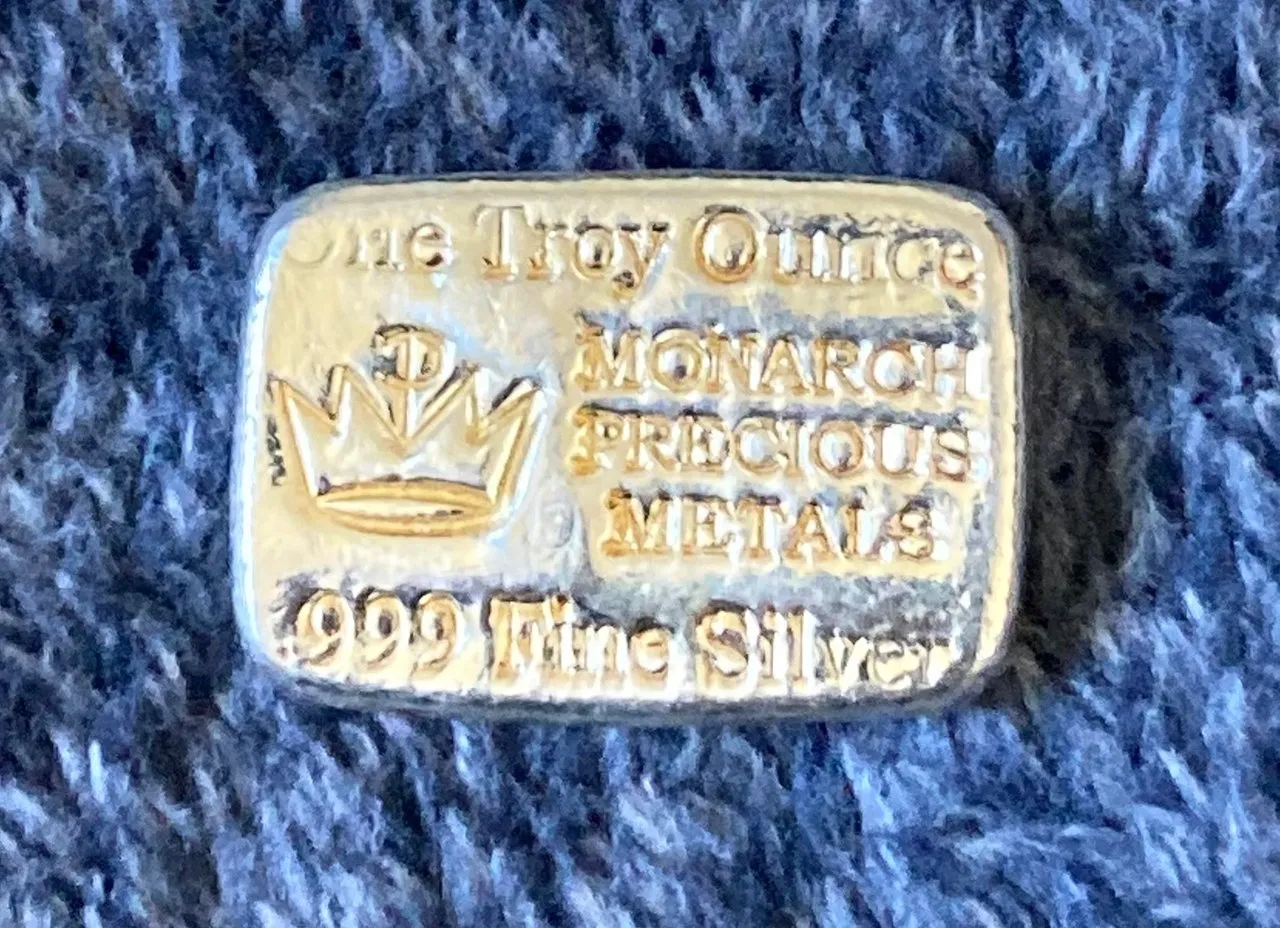 One Troy Ounce
P
MONARCH
PRECIOUS
METALS
.999 Fine Silver